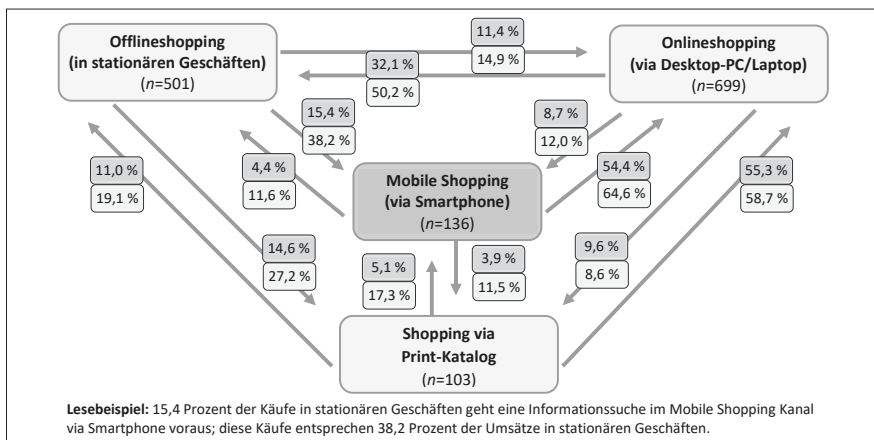 Offlineshopping
(in stationären Geschäften)
(n=501)
11,4 %
14,9 %
32,1 %
50,2 %
Onlineshopping
(via Desktop-PC/Laptop)
(n=699)
15,4 %
38,2 %
8,7 %
12,0 %
11,0 %
19,1 %
4,4 %
11,6 %
Mobile Shopping
(via Smartphone)
(n=136)
54,4 %
64,6 %
55,3 %
58,7 %
14,6 %
27,2 %
5,1 %
17,3 %
3,9 %
11,5 %
9,6 %
8,6 %
Shopping via
Print-Katalog
(n=103)
Lesebeispiel: 15,4 Prozent der Käufe in stationären Geschäften geht eine Informationssuche im Mobile Shopping Kanal
via Smartphone voraus; diese Käufe entsprechen 38,2 Prozent der Umsätze in stationären Geschäften.